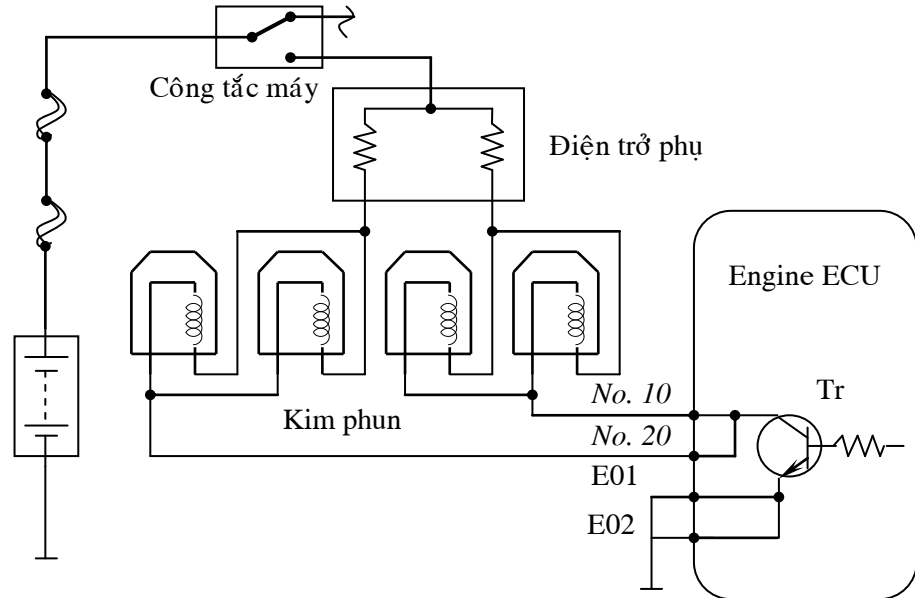 Công tắc máy
Điện trở phụ
Engine ECU
Tr
No. 10
Kim phun
No. 20
E01
E02